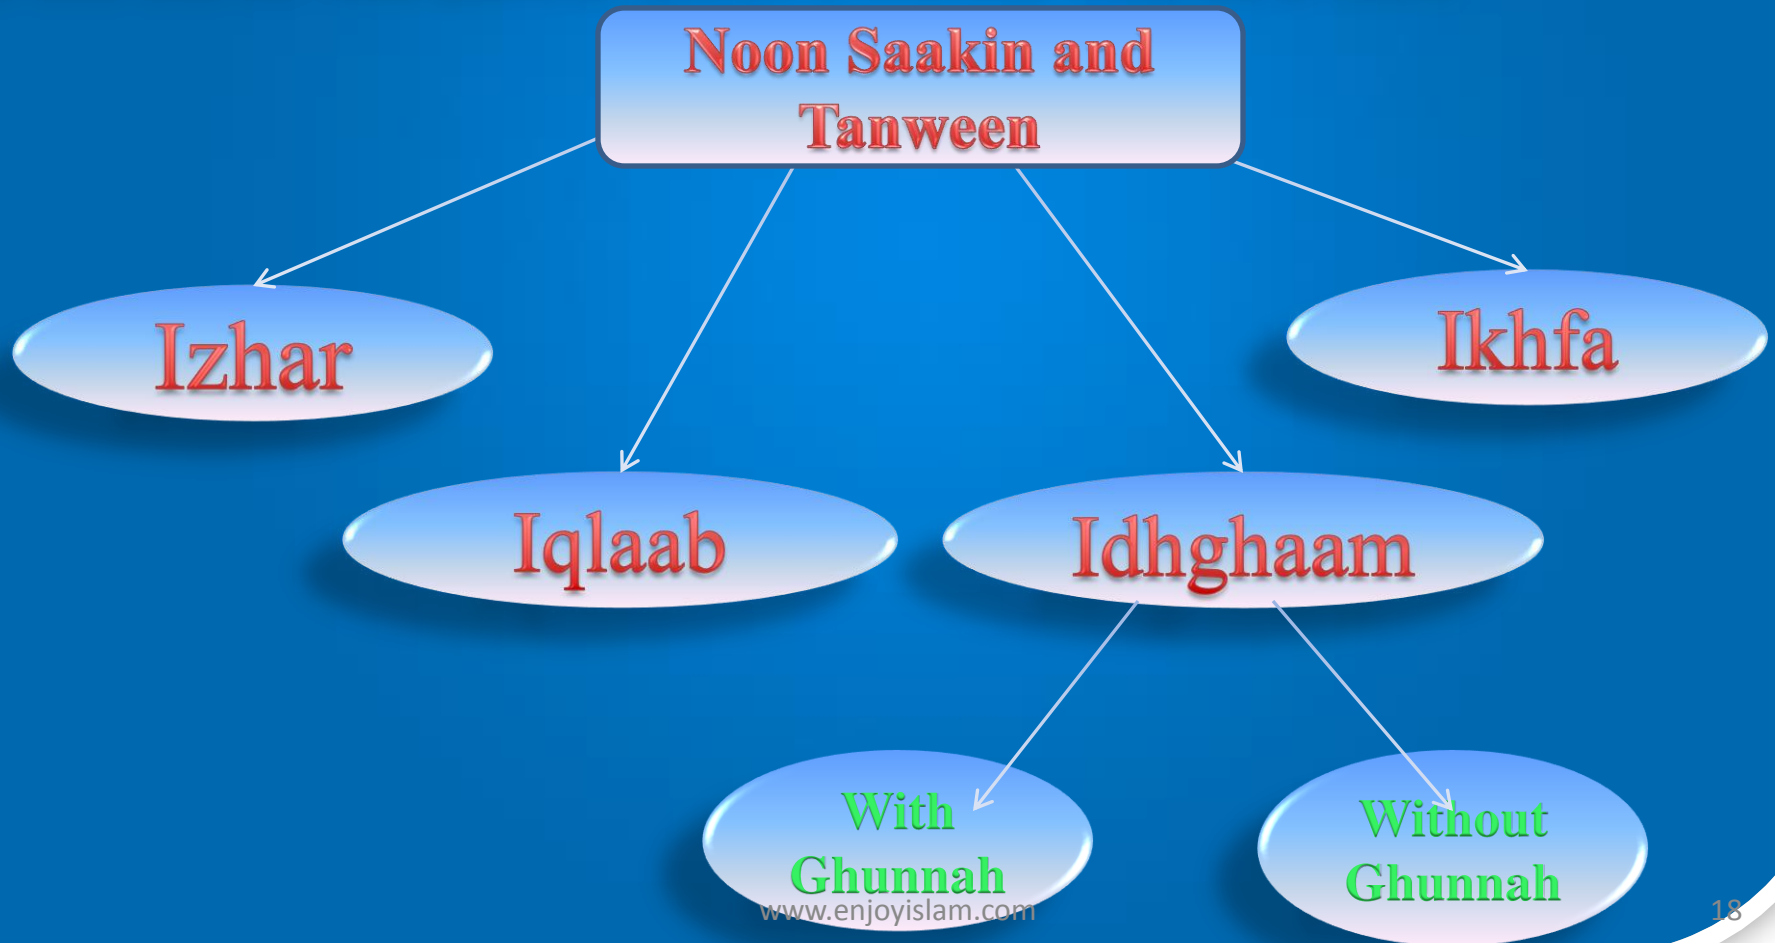 Noon Saakin and
Tanween
Izhar
Ikhfa
Iqlaab
Idhghaam
With
Ghunnah
Without
Ghunnah
www.enjoyislam.com
18